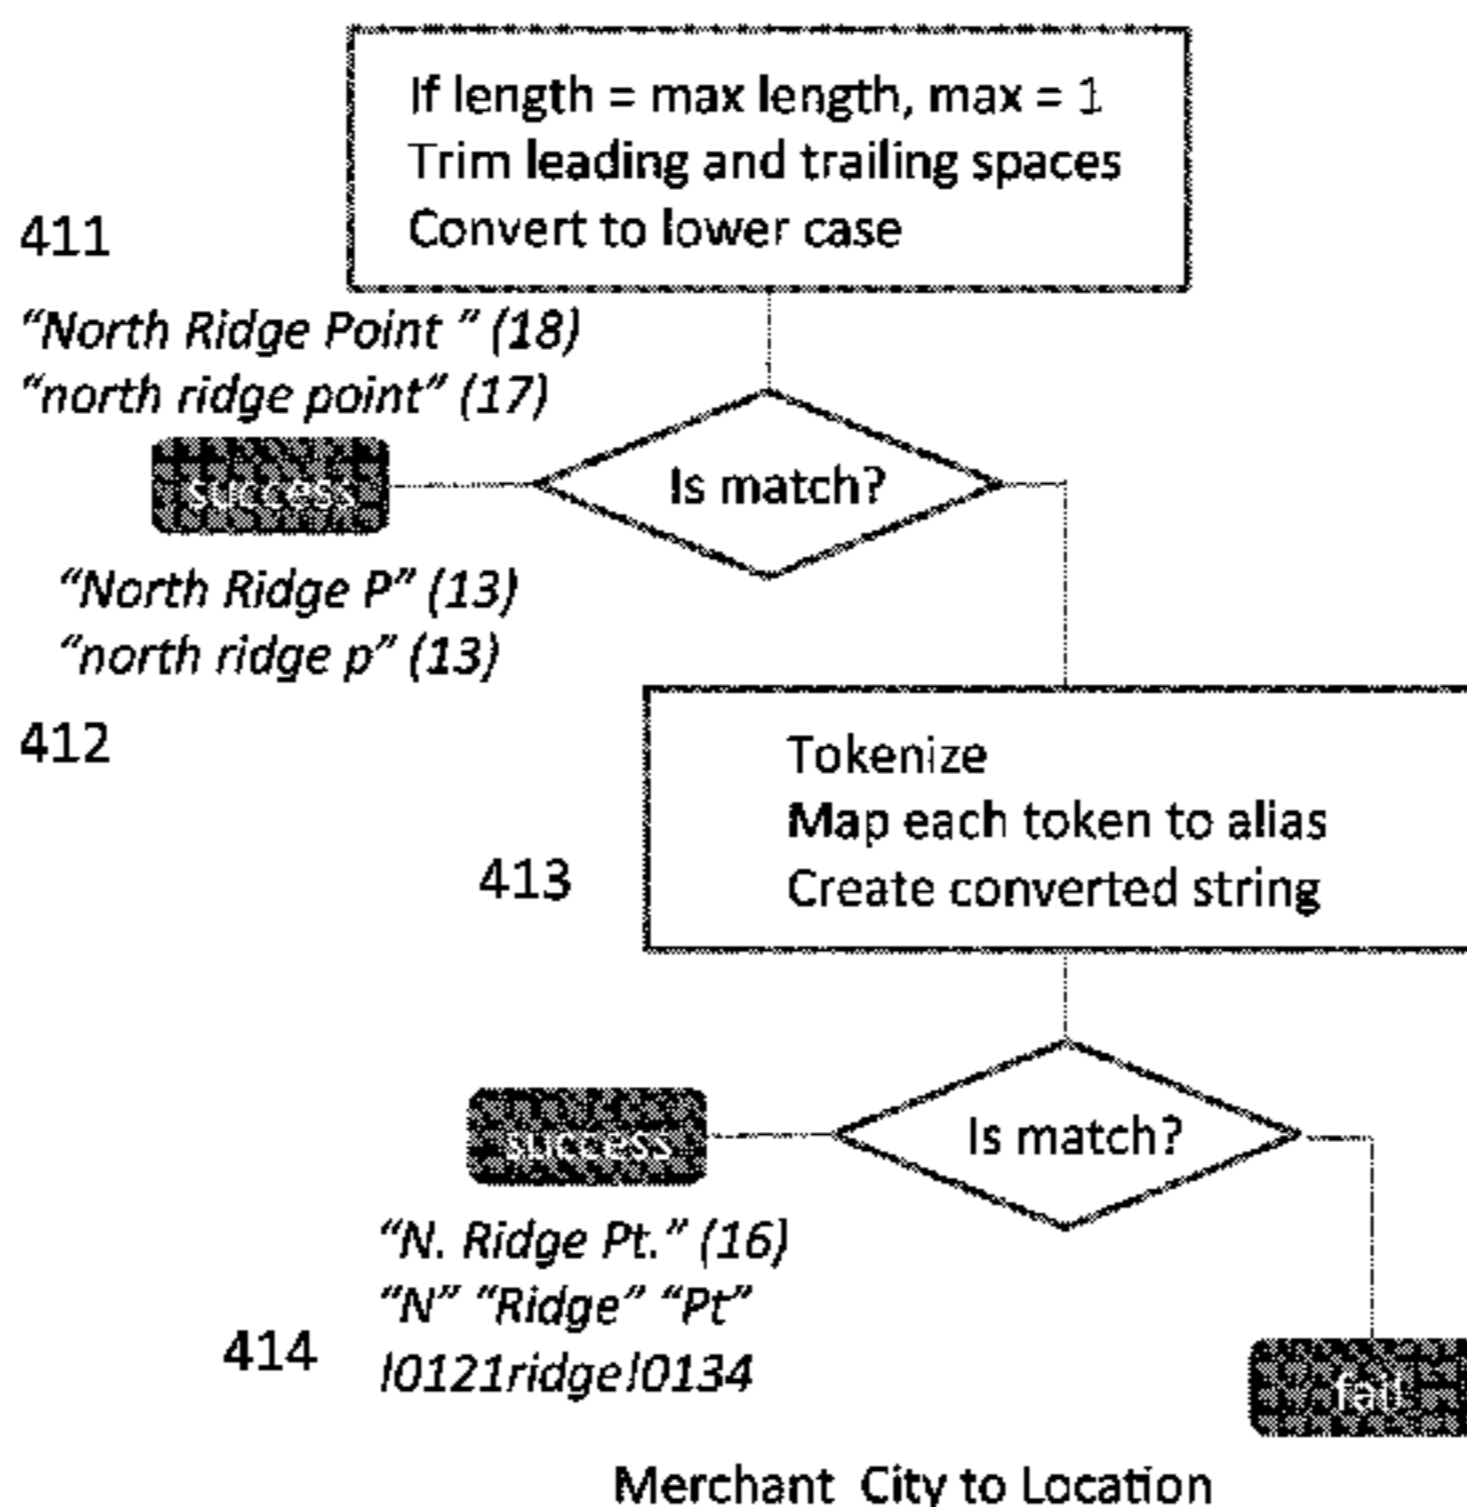 If length = max length, max = 1
Trim leading and trailing spaces
Convert to lower case
411
“North Ridge Point ” (18)
“north ridge point” (17)
success
Is match?
“North Ridge P” (13)
“north ridge p” (13)
412
Tokenize
Map each token to alias
Create converted string
413
success
Is match?
“N. Ridge Pt.” (16)
“N” “Ridge” “Pt”
!0121ridge!0134
414
fail
Merchant City to Location